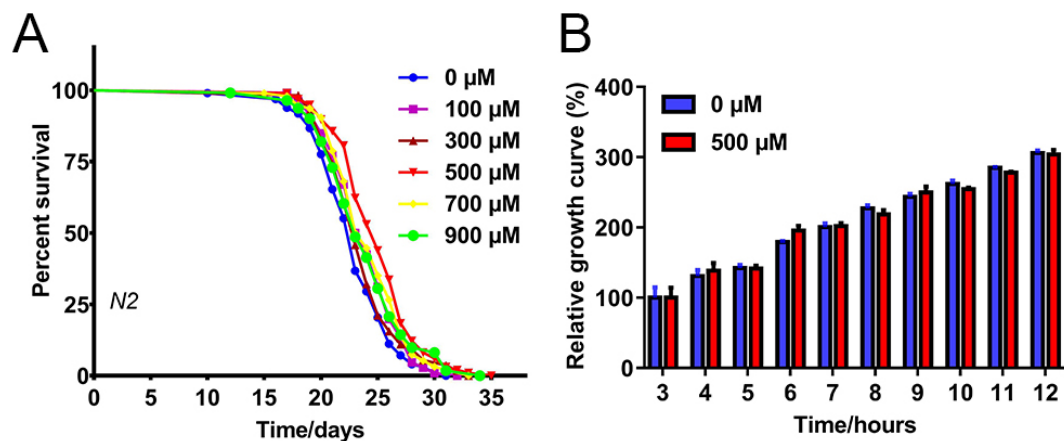 A
Percent survival
100
75
50
25
0
N2
0 µM
100 µM
300 µM
500 µM
700 µM
900 µM
0 5 10 15 20 25 30 35
Time/days
B
Relative growth curve (%)
400
300
200
100
0
0 µM
500 µM
3 4 5 6 7 8 9 10 11 12
Time/hours